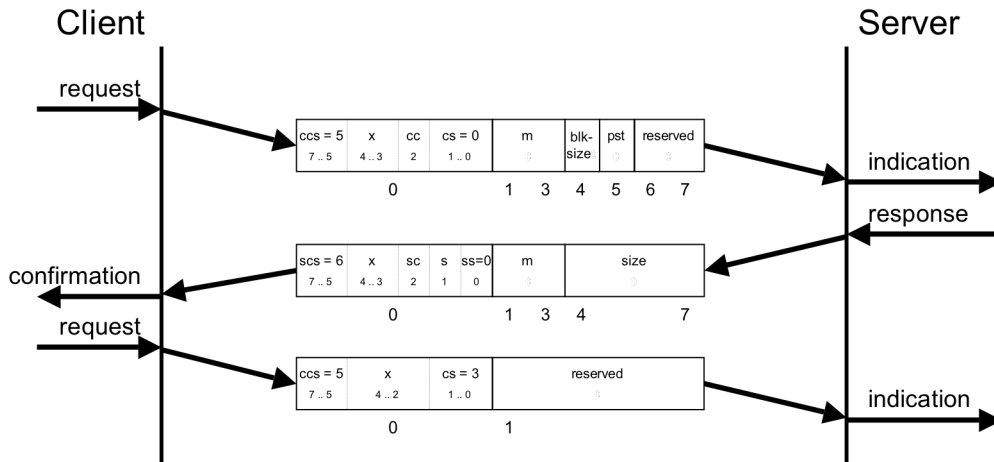 Client Server
request
ccs = 5 x cc cs = 0 m blk- pst reserved
size
7 .. 5 4 .. 3 2 1 .. 0
0 1 3 4 5 6 7
indication
response
scs = 6 x sc s ss=0 m size
7 .. 5 4 .. 3 2 1 0
confirmation
0 1 3 4 7
request
ccs = 5 x cs = 3 reserved
7 .. 5 4 .. 2 1 .. 0
indication
0 1